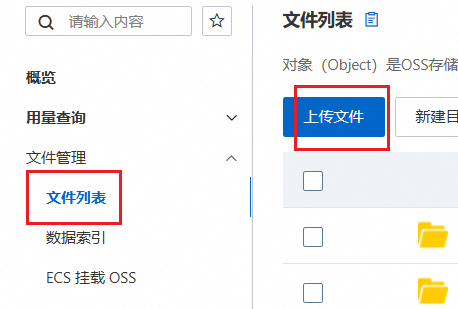 请输入内容
概览
用量查询
文件管理
文件列表
数据索引
ECS 挂载 OSS
文件列表
对象（Object）是OSS存储
上传文件
新建目